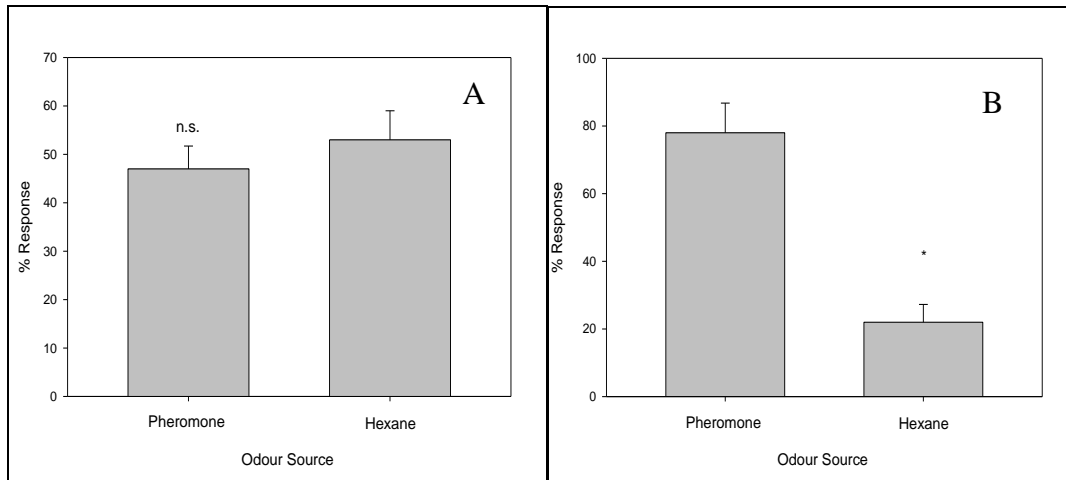 A
70
60
50
40
30
20
10
0
% Response
n.s.
Pheromone
Hexane
Odour Source
B
100
80
60
40
20
0
% Response
*
Pheromone
Hexane
Odour Source